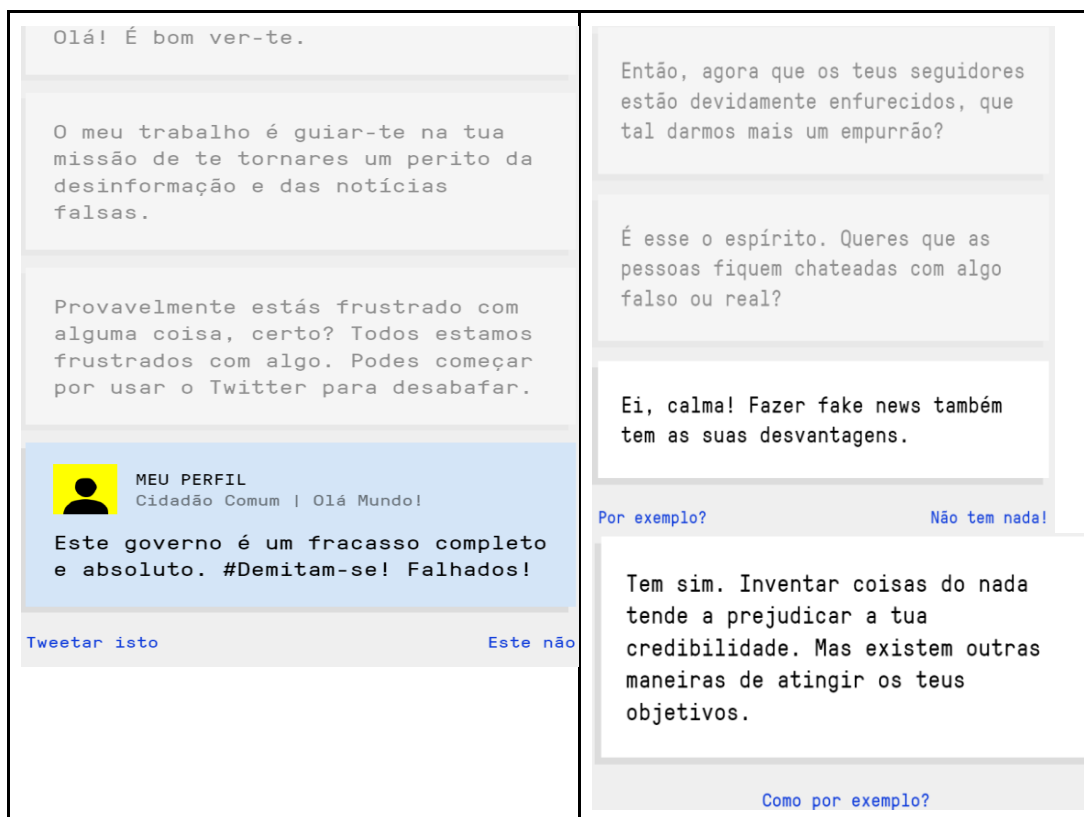 Olá! É bom ver-te.
O meu trabalho é guiar-te na tua
missão de te tornares um perito da
desinformação e das notícias
falsas.
Provavelmente estás frustrado com
alguma coisa, certo? Todos estamos
frustrados com algo. Podes começar
por usar o Twitter para desabafar.
MEU PERFIL
Cidadão Comum | Olá Mundo!
Este governo é um fracasso completo
e absoluto. #Demitam-se! Falhados!
Tweetar isto
Este não
Então, agora que os teus seguidores
estão devidamente enfurecidos, que
tal darmos mais um empurrão?
É esse o espírito. Queres que as
pessoas fiquem chateadas com algo
falso ou real?
Ei, calma! Fazer fake news também
tem as suas desvantagens.
Por exemplo?
Não tem nada!
Tem sim. Inventar coisas do nada
tende a prejudicar a tua
credibilidade. Mas existem outras
maneiras de atingir os teus
objetivos.
Como por exemplo?